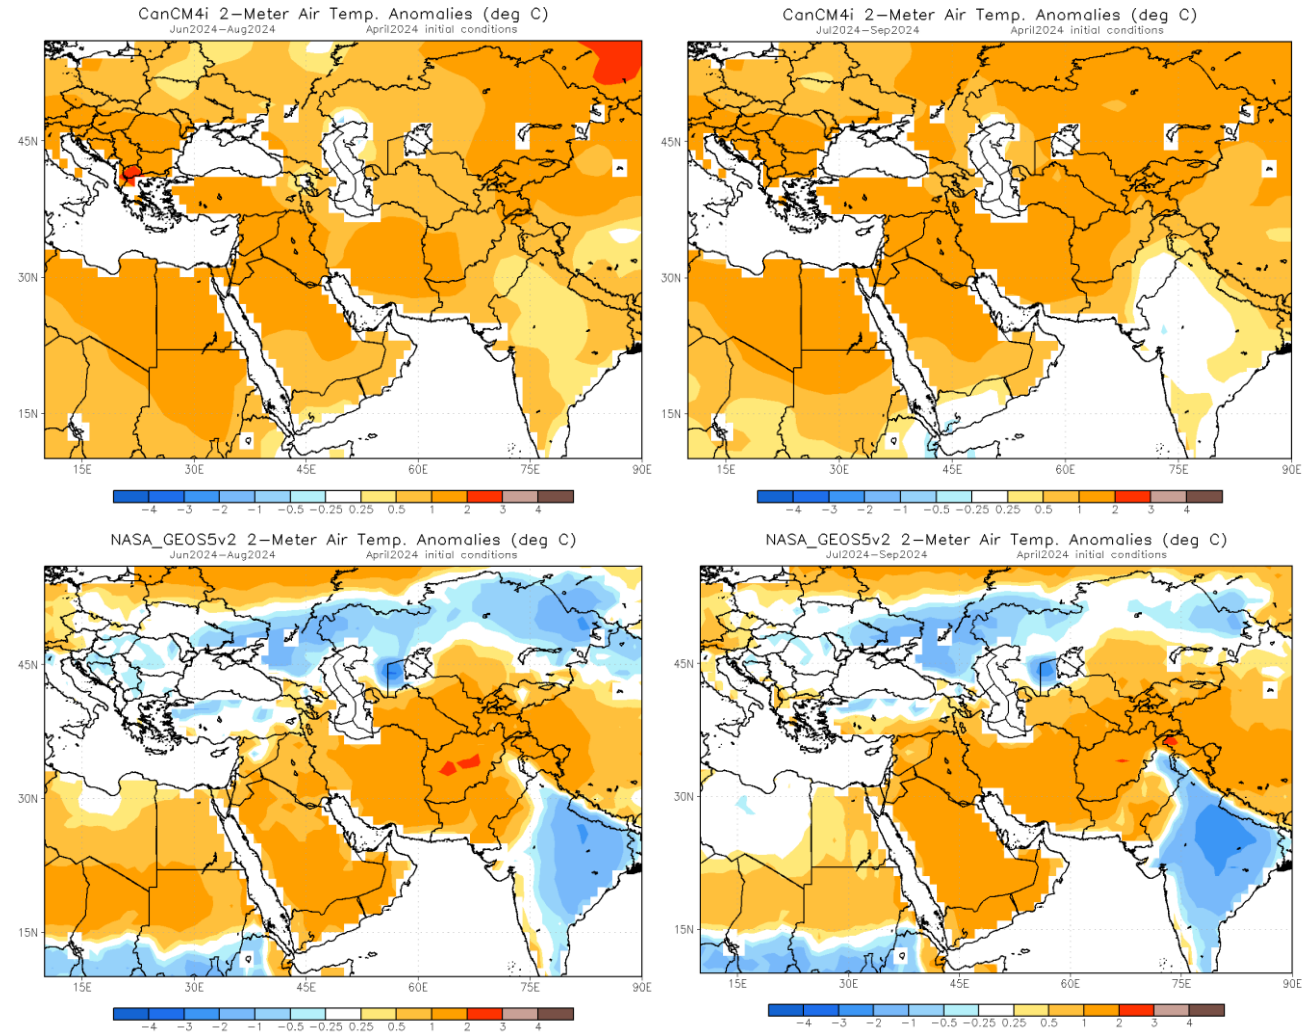 CanCM4i 2-Meter Air Temp. Anomalies (deg C)
Jun2024-Aug2024 April2024 initial conditions
45N
30N
15N
15E 30E 45E 60E 75E 90E
-4 -3 -2 -1 -0.5 -0.25 0.25 0.5 1 2 3 4
CanCM4i 2-Meter Air Temp. Anomalies (deg C)
Jul2024-Sep2024 April2024 initial conditions
45N
30N
15N
15E 30E 45E 60E 75E 90E
-4 -3 -2 -1 -0.5 -0.25 0.25 0.5 1 2 3 4
NASA_GEOS5v2 2-Meter Air Temp. Anomalies (deg C)
Jun2024-Aug2024 April2024 initial conditions
45N
30N
15N
15E 30E 45E 60E 75E 90E
-4 -3 -2 -1 -0.5 -0.25 0.25 0.5 1 2 3 4
NASA_GEOS5v2 2-Meter Air Temp. Anomalies (deg C)
Jul2024-Sep2024 April2024 initial conditions
45N
30N
15N
15E 30E 45E 60E 75E 90E
-4 -3 -2 -1 -0.5 -0.25 0.25 0.5 1 2 3 4